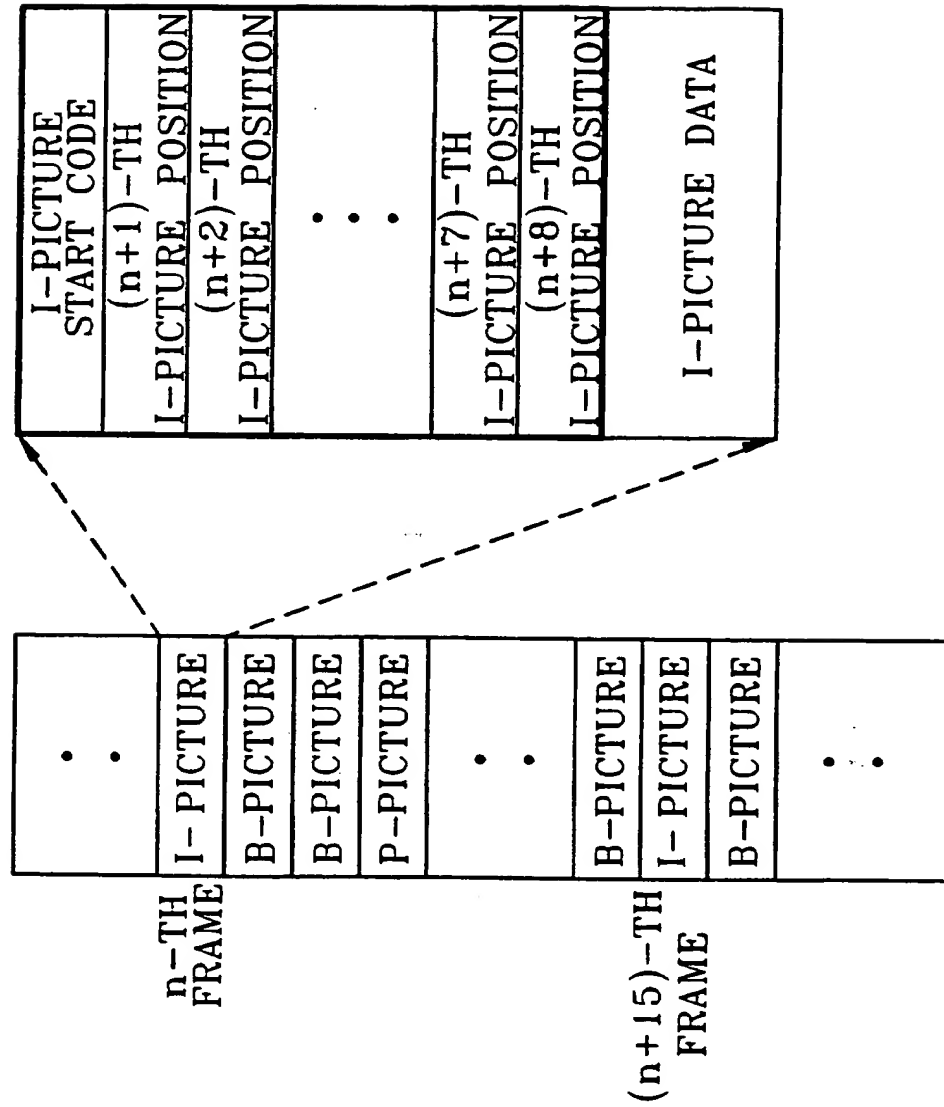 n-TH
FRAME
I-PICTURE
B-PICTURE
B-PICTURE
P-PICTURE
B-PICTURE
(n+15)-TH
FRAME
I-PICTURE
B-PICTURE
I-PICTURE
START CODE
(n+1)-TH
I-PICTURE POSITION
(n+2)-TH
I-PICTURE POSITION
(n+7)-TH
I-PICTURE POSITION
(n+8)-TH
I-PICTURE POSITION
I-PICTURE DATA